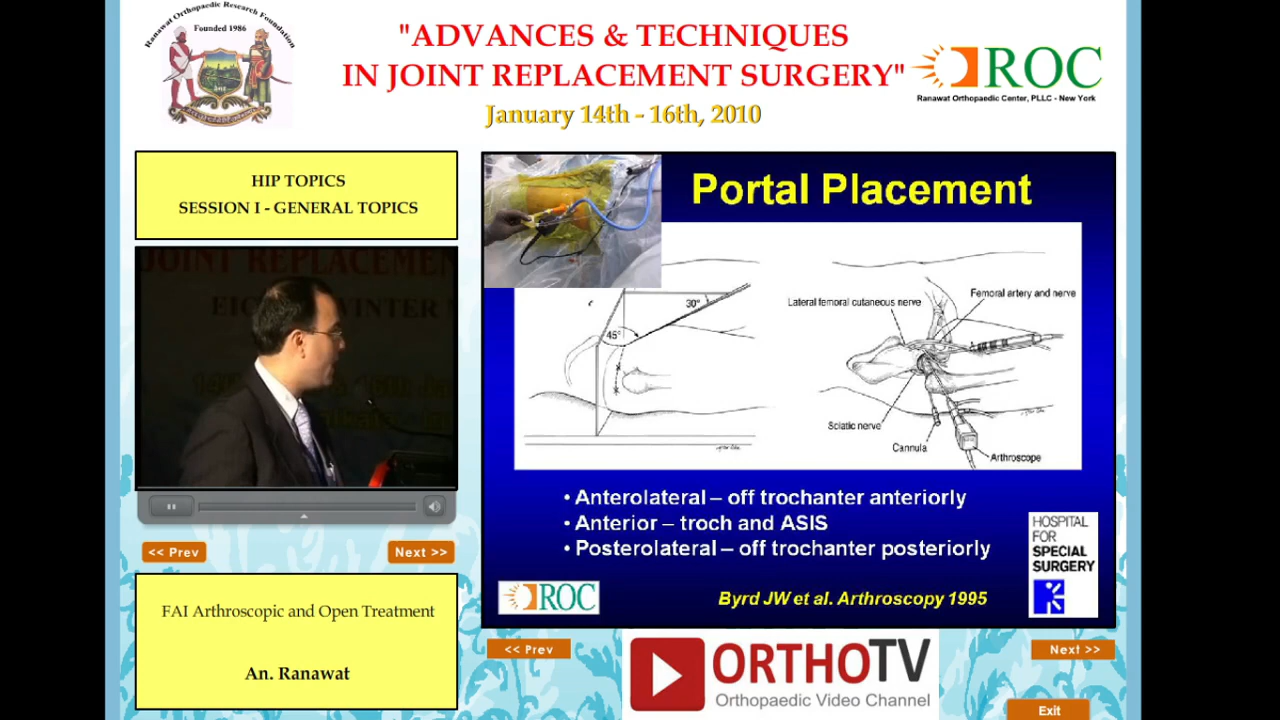 Ranawat Orthopaedic Research Foundation
Founded 1986
"ADVANCES & TECHNIQUES
IN JOINT REPLACEMENT SURGERY"
January 14th - 16th, 2010
ROC
Ranawat Orthopaedic Center, PLLC - New York
HIP TOPICS
SESSION I - GENERAL TOPICS
JOINT REPLACEMENT
Portal Placement
30°
45°
Lateral femoral cutaneous nerve
Femoral artery and nerve
Sciatic nerve
Cannula
Arthroscope
• Anterolateral – off trochanter anteriorly
• Anterior – troch and ASIS
• Posterolateral – off trochanter posteriorly
HOSPITAL
FOR
SPECIAL
SURGERY
ROC
Byrd JW et al. Arthroscopy 1995
<< Prev
Next >>
FAI Arthroscopic and Open Treatment
An. Ranawat
<< Prev
Next >>
ORTHOTV
Orthopaedic Video Channel
Exit